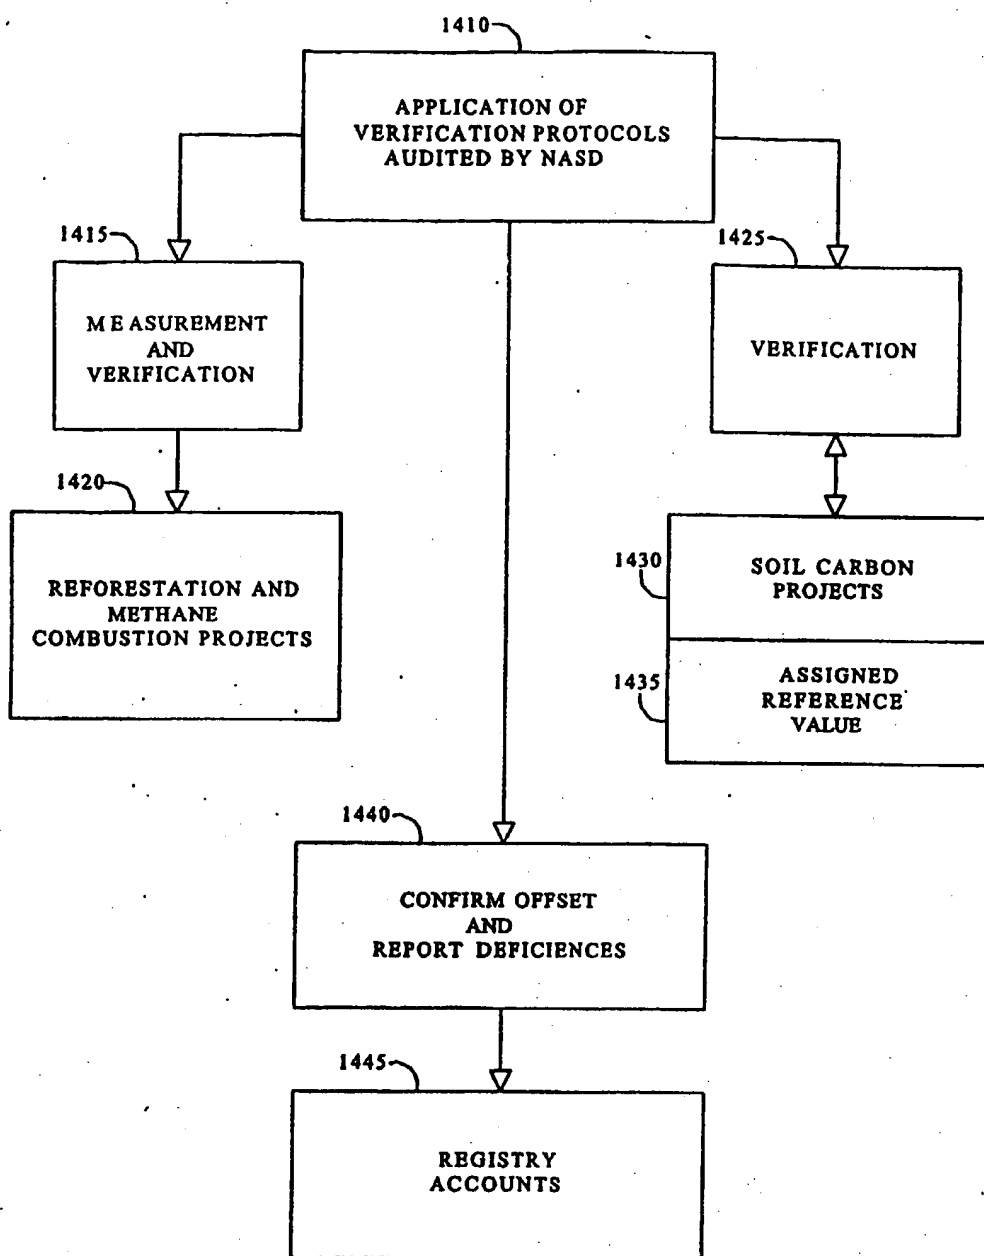 1410
APPLICATION OF
VERIFICATION PROTOCOLS
AUDITED BY NASD
1415
MEASUREMENT
AND
VERIFICATION
1425
VERIFICATION
1420
REFORESTATION AND
METHANE
COMBUSTION PROJECTS
1430
SOIL CARBON
PROJECTS
1435
ASSIGNED
REFERENCE
VALUE
1440
CONFIRM OFFSET
AND
REPORT DEFICIENCES
1445
REGISTRY
ACCOUNTS